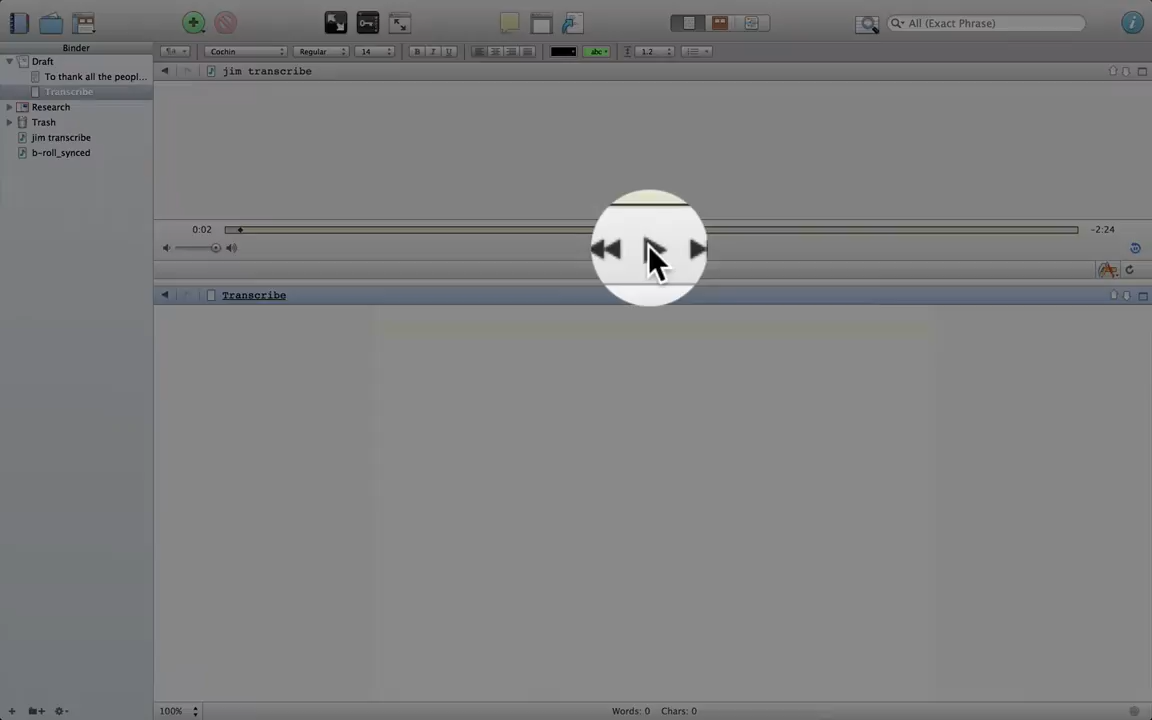 All (Exact Phrase)
Binder
¶A
Cochin
Regular
14
B I U
abc
1.2
Draft
To thank all the peopl...
Transcribe
Research
Trash
jim transcribe
b-roll_synced
jim transcribe
0:02
-2:24
Transcribe
100%
Words: 0 Chars: 0